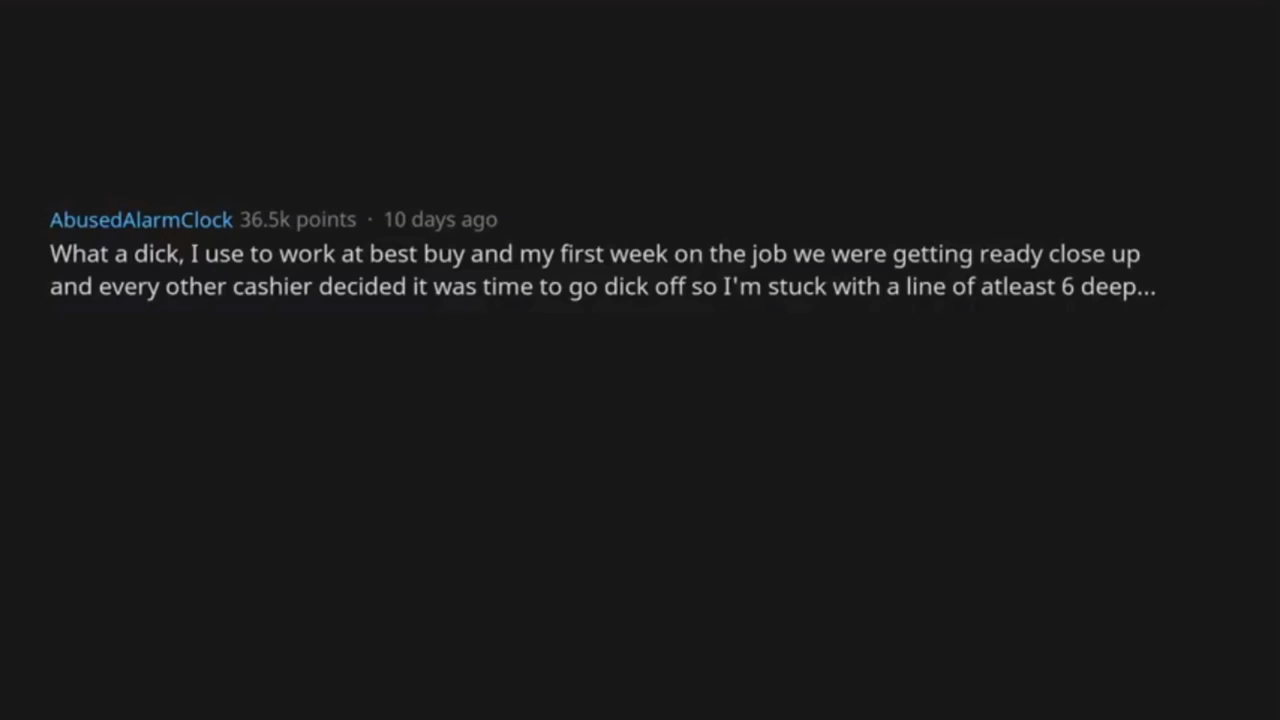 AbusedAlarmClock 36.5k points · 10 days ago
What a dick, I use to work at best buy and my first week on the job we were getting ready close up
and every other cashier decided it was time to go dick off so I'm stuck with a line of atleast 6 deep...